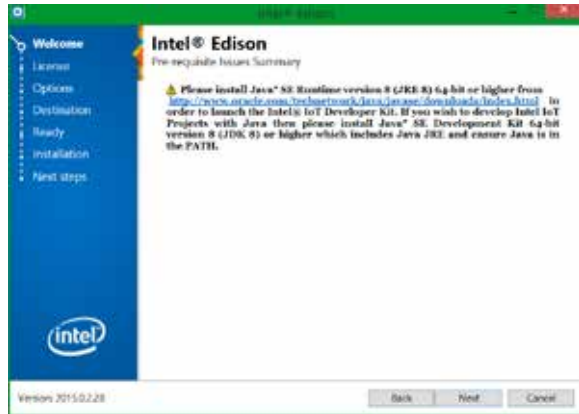 Intel® Edison
Welcome
License
Options
Destination
Ready
Installation
Next steps
Intel® Edison
Pre-requisite Issues Summary
Please install Java* SE Runtime version 8 (JRE 8) 64-bit or higher from
http://www.oracle.com/technetwork/java/javase/downloads/index.html in
order to launch the Intel® IoT Developer Kit. If you wish to develop Intel IoT
Projects with Java then please install Java* SE Development Kit 64-bit
version 8 (JDK 8) or higher which includes Java JRE and ensure Java is in
the PATH.
intel
Version 2015.0.2.28
Back
Next
Cancel